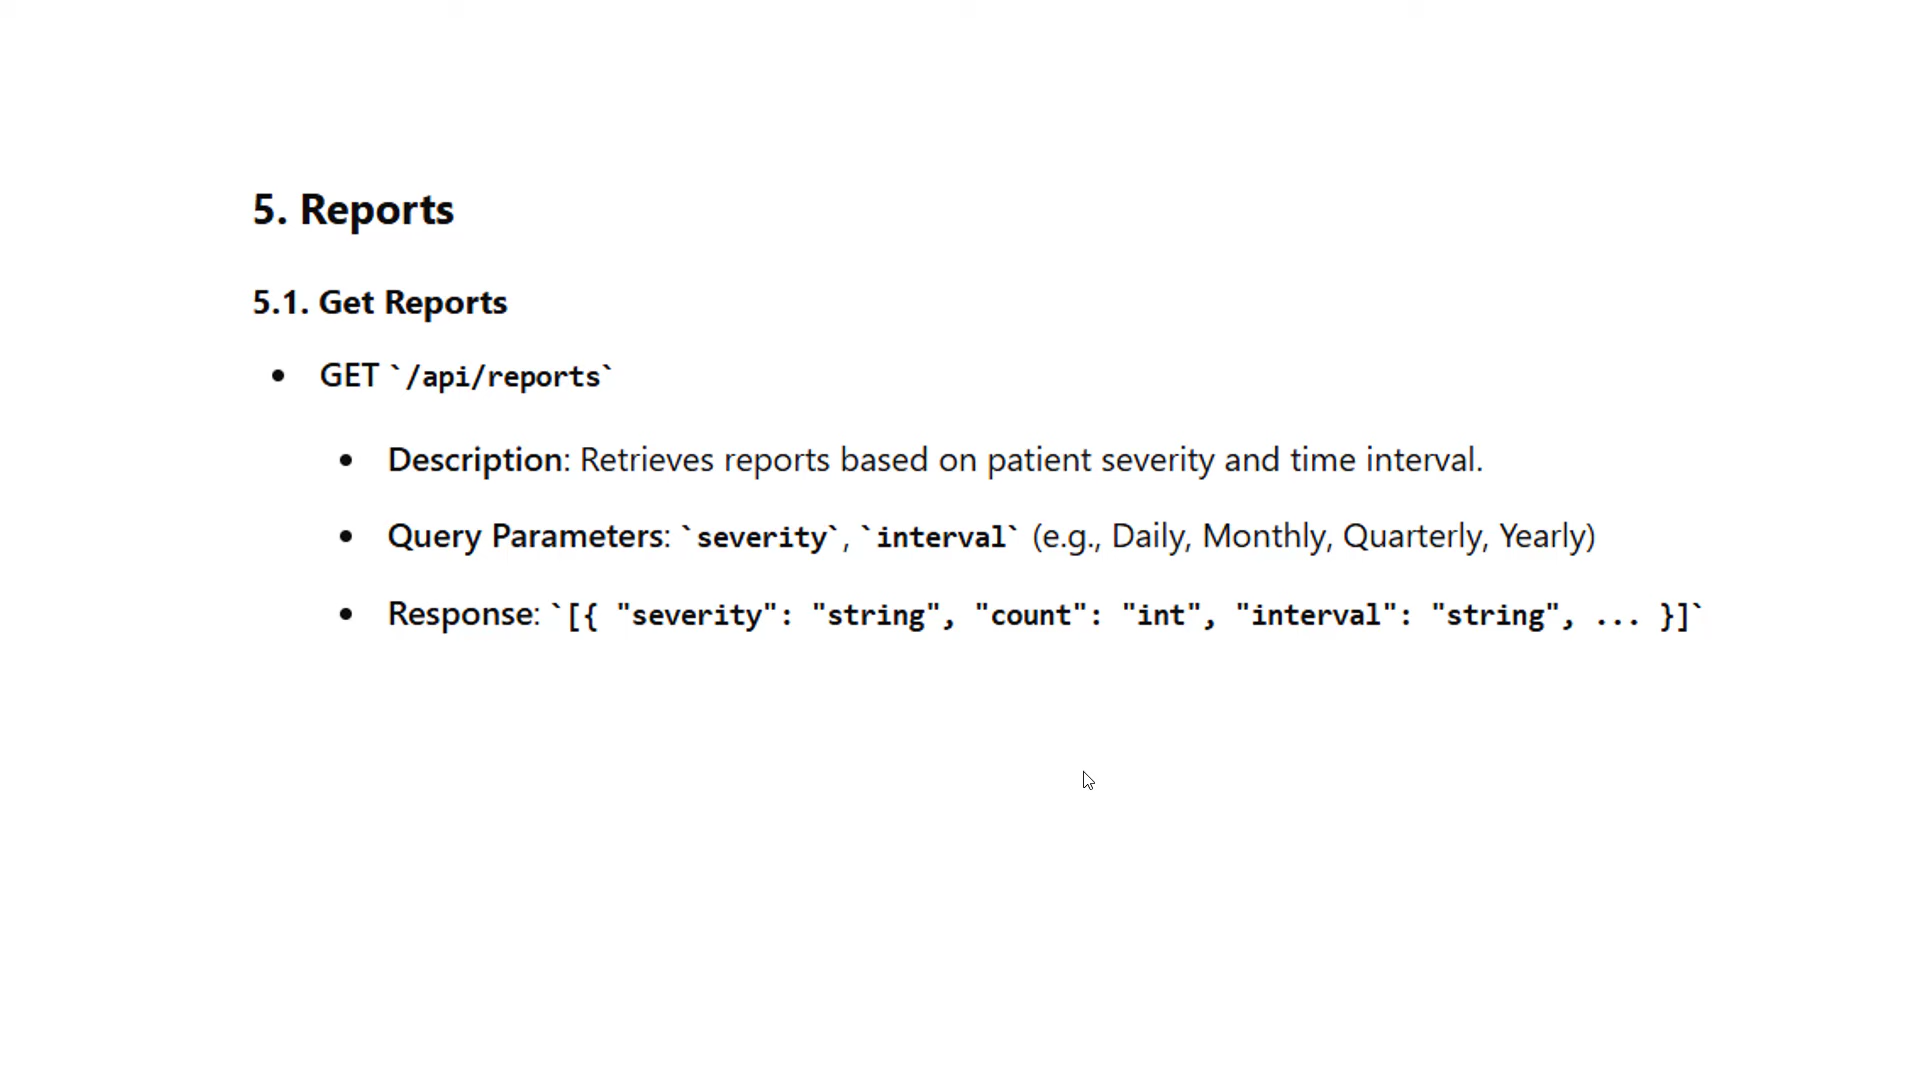 5. Reports
5.1. Get Reports
• GET `/api/reports`
• Description: Retrieves reports based on patient severity and time interval.
• Query Parameters: `severity`, `interval` (e.g., Daily, Monthly, Quarterly, Yearly)
• Response: `[{ "severity": "string", "count": "int", "interval": "string", ... }]`